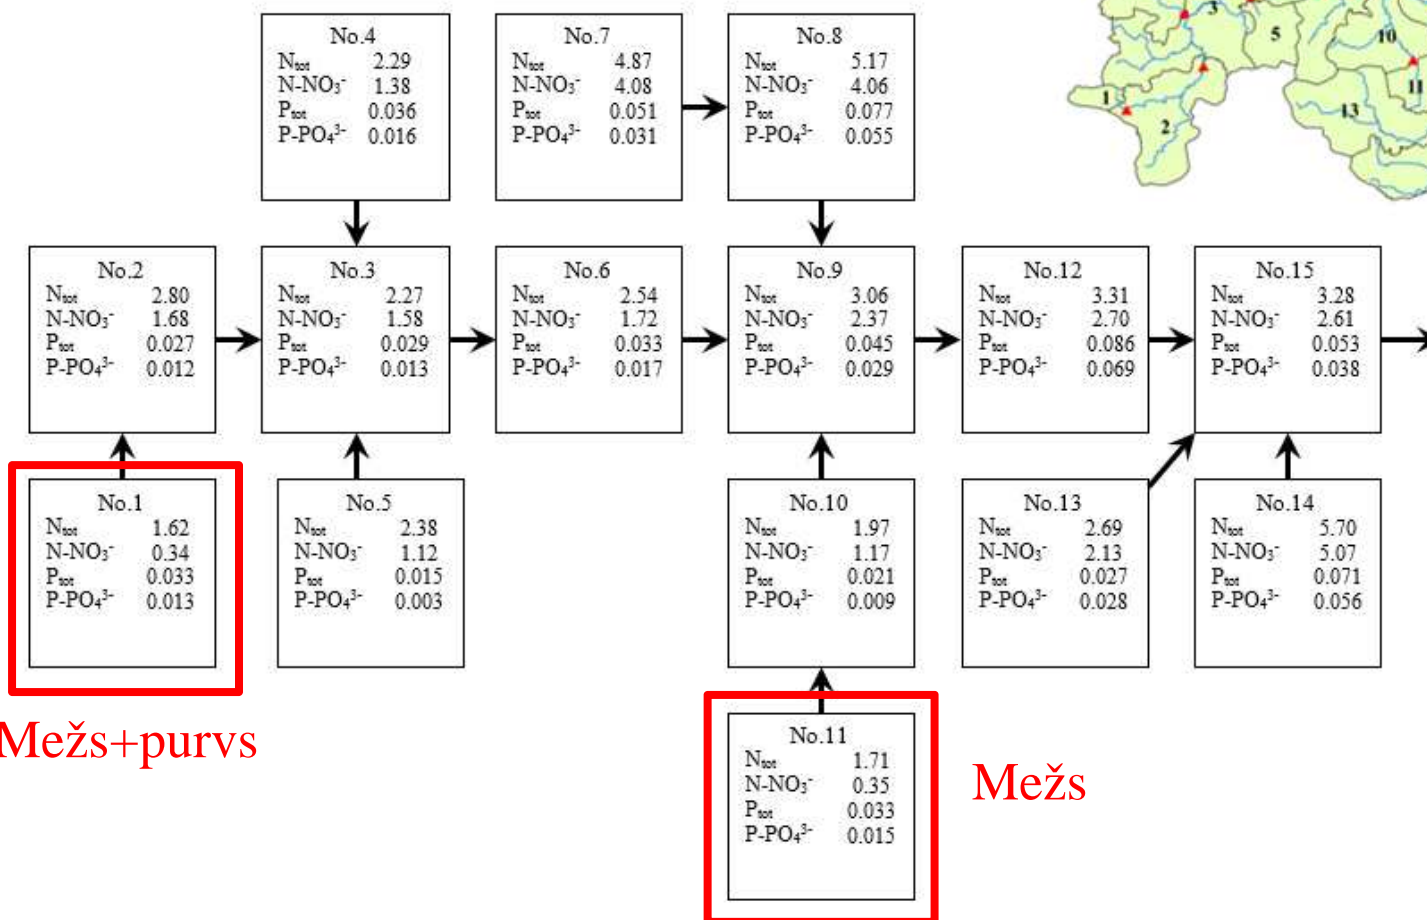 No.4
Ntot 2.29
N-NO₃⁻ 1.38
Ptot 0.036
P-PO₄³⁻ 0.016
No.7
Ntot 4.87
N-NO₃⁻ 4.08
Ptot 0.051
P-PO₄³⁻ 0.031
No.8
Ntot 5.17
N-NO₃⁻ 4.06
Ptot 0.077
P-PO₄³⁻ 0.055
3
5
10
11
1
2
13
No.2
Ntot 2.80
N-NO₃⁻ 1.68
Ptot 0.027
P-PO₄³⁻ 0.012
No.3
Ntot 2.27
N-NO₃⁻ 1.58
Ptot 0.029
P-PO₄³⁻ 0.013
No.6
Ntot 2.54
N-NO₃⁻ 1.72
Ptot 0.033
P-PO₄³⁻ 0.017
No.9
Ntot 3.06
N-NO₃⁻ 2.37
Ptot 0.045
P-PO₄³⁻ 0.029
No.12
Ntot 3.31
N-NO₃⁻ 2.70
Ptot 0.086
P-PO₄³⁻ 0.069
No.15
Ntot 3.28
N-NO₃⁻ 2.61
Ptot 0.053
P-PO₄³⁻ 0.038
No.1
Ntot 1.62
N-NO₃⁻ 0.34
Ptot 0.033
P-PO₄³⁻ 0.013
No.5
Ntot 2.38
N-NO₃⁻ 1.12
Ptot 0.015
P-PO₄³⁻ 0.003
No.10
Ntot 1.97
N-NO₃⁻ 1.17
Ptot 0.021
P-PO₄³⁻ 0.009
No.13
Ntot 2.69
N-NO₃⁻ 2.13
Ptot 0.027
P-PO₄³⁻ 0.028
No.14
Ntot 5.70
N-NO₃⁻ 5.07
Ptot 0.071
P-PO₄³⁻ 0.056
Mežs+purvs
No.11
Ntot 1.71
N-NO₃⁻ 0.35
Ptot 0.033
P-PO₄³⁻ 0.015
Mežs